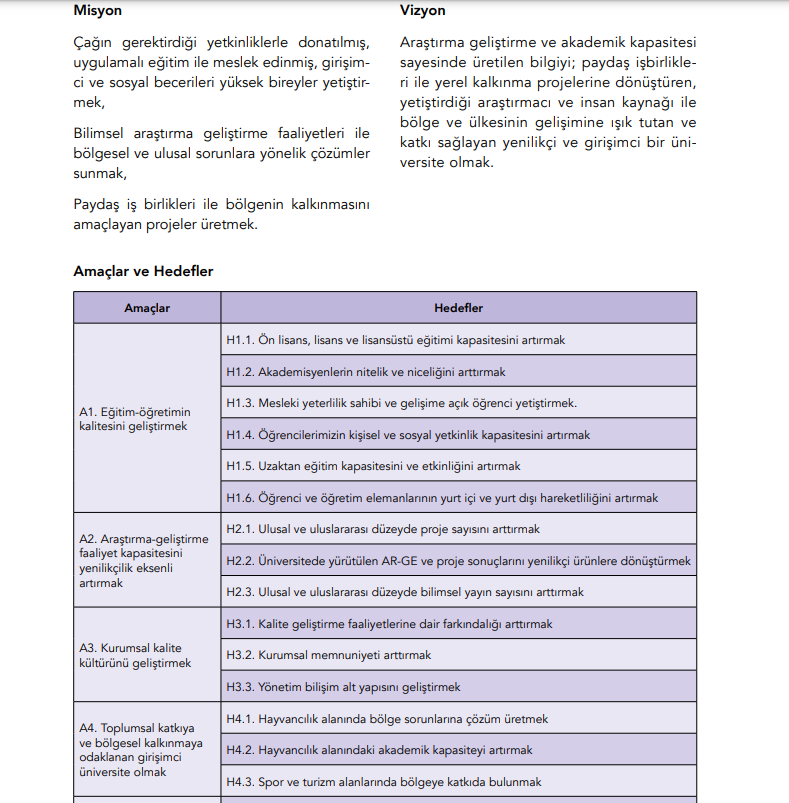 Misyon
Çağın gerektirdiği yetkinliklerle donatılmış,
uygulamalı eğitim ile meslek edinmiş, girişim-
ci ve sosyal becerileri yüksek bireyler yetiştir-
mek,
Bilimsel araştırma geliştirme faaliyetleri ile
bölgesel ve ulusal sorunlara yönelik çözümler
sunmak,
Paydaş iş birlikleri ile bölgenin kalkınmasını
amaçlayan projeler üretmek.
Vizyon
Araştırma geliştirme ve akademik kapasitesi
sayesinde üretilen bilgiyi; paydaş işbirlikle-
ri ile yerel kalkınma projelerine dönüştüren,
yetiştirdiği araştırmacı ve insan kaynağı ile
bölge ve ülkesinin gelişimine ışık tutan ve
katkı sağlayan yenilikçi ve girişimci bir üni-
versite olmak.
Amaçlar ve Hedefler
Amaçlar
Hedefler
A1. Eğitim-öğretimin
kalitesini geliştirmek
H1.1. Ön lisans, lisans ve lisansüstü eğitimi kapasitesini artırmak
H1.2. Akademisyenlerin nitelik ve niceliğini arttırmak
H1.3. Mesleki yeterlilik sahibi ve gelişime açık öğrenci yetiştirmek.
H1.4. Öğrencilerimizin kişisel ve sosyal yetkinlik kapasitesini artırmak
H1.5. Uzaktan eğitim kapasitesini ve etkinliğini artırmak
H1.6. Öğrenci ve öğretim elemanlarının yurt içi ve yurt dışı hareketliliğini artırmak
A2. Araştırma-geliştirme
faaliyet kapasitesini
yenilikçilik eksenli
artırmak
H2.1. Ulusal ve uluslararası düzeyde proje sayısını arttırmak
H2.2. Üniversitede yürütülen AR-GE ve proje sonuçlarını yenilikçi ürünlere dönüştürmek
H2.3. Ulusal ve uluslararası düzeyde bilimsel yayın sayısını arttırmak
A3. Kurumsal kalite
kültürünü geliştirmek
H3.1. Kalite geliştirme faaliyetlerine dair farkındalığı arttırmak
H3.2. Kurumsal memnuniyeti arttırmak
H3.3. Yönetim bilişim alt yapısını geliştirmek
A4. Toplumsal katkıya
ve bölgesel kalkınmaya
odaklanan girişimci
üniversite olmak
H4.1. Hayvancılık alanında bölge sorunlarına çözüm üretmek
H4.2. Hayvancılık alanındaki akademik kapasiteyi artırmak
H4.3. Spor ve turizm alanlarında bölgeye katkıda bulunmak